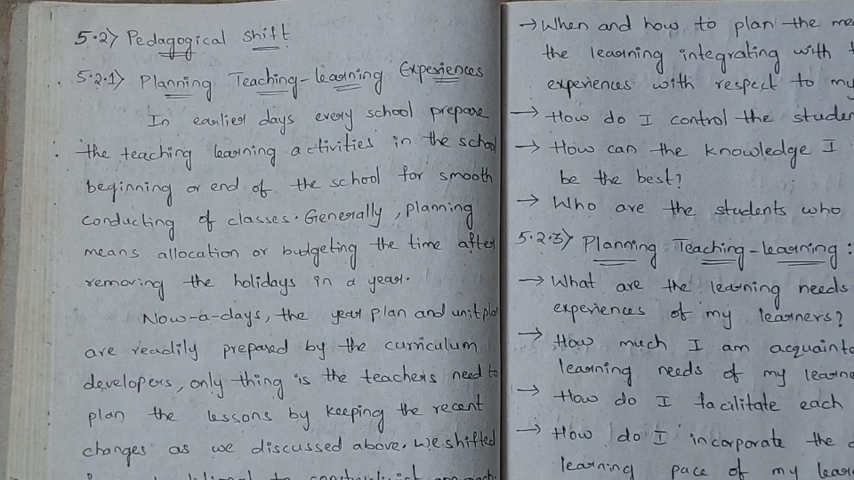 5.2) Pedagogical shift
5.2.1) Planning Teaching-learning Experiences
In earlier days every school prepare
the teaching learning activities in the school
beginning or end of the school for smooth
conducting of classes. Generally, planning
means allocation or budgeting the time after
removing the holidays in a year.
Now-a-days, the year plan and unit
are readily prepared by the curriculum
developers, only thing is the teachers need to
plan the lessons by keeping the recent
changes as we discussed above. We shifted
→ When and how to plan the
the learning integrating with
experiences with respect to my
→ How do I control the
→ How can the knowledge I
be the best?
→ Who are the students who
5.2.3) Planning Teaching-learning:
→ What are the learning needs
experiences of my learners?
→ How much I am
learning needs of my
→ How do I facilitate each
→ How do I incorporate the
learning pace of my